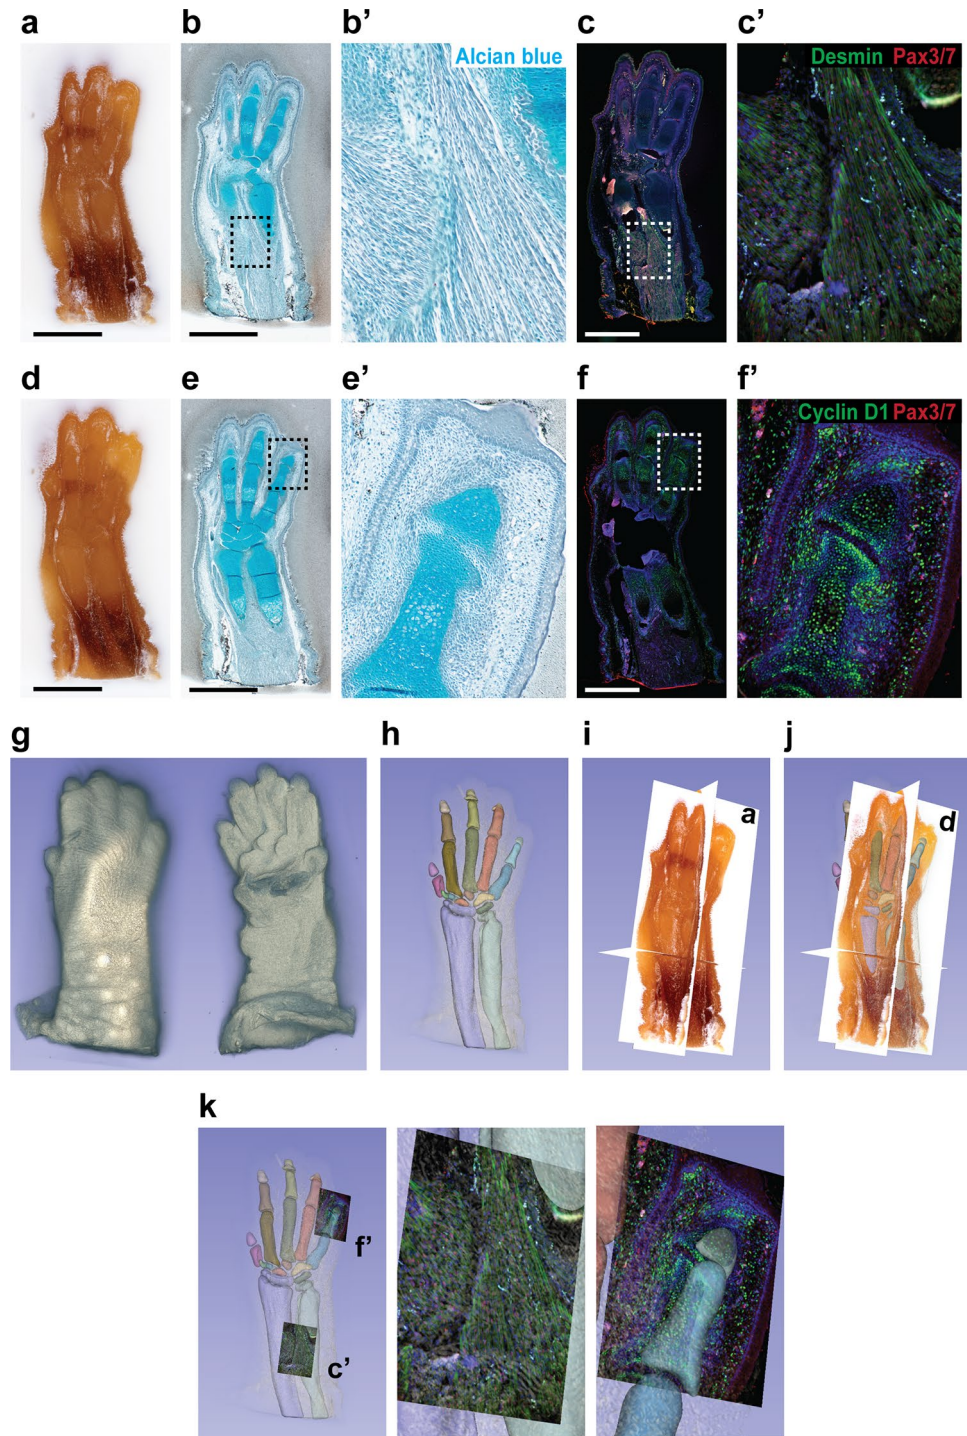 a b b’ c c’
Alcian blue
Desmin Pax3/7
d e e’ f f’
Cyclin D1 Pax3/7
g h i j
a
d
k
f’
c’